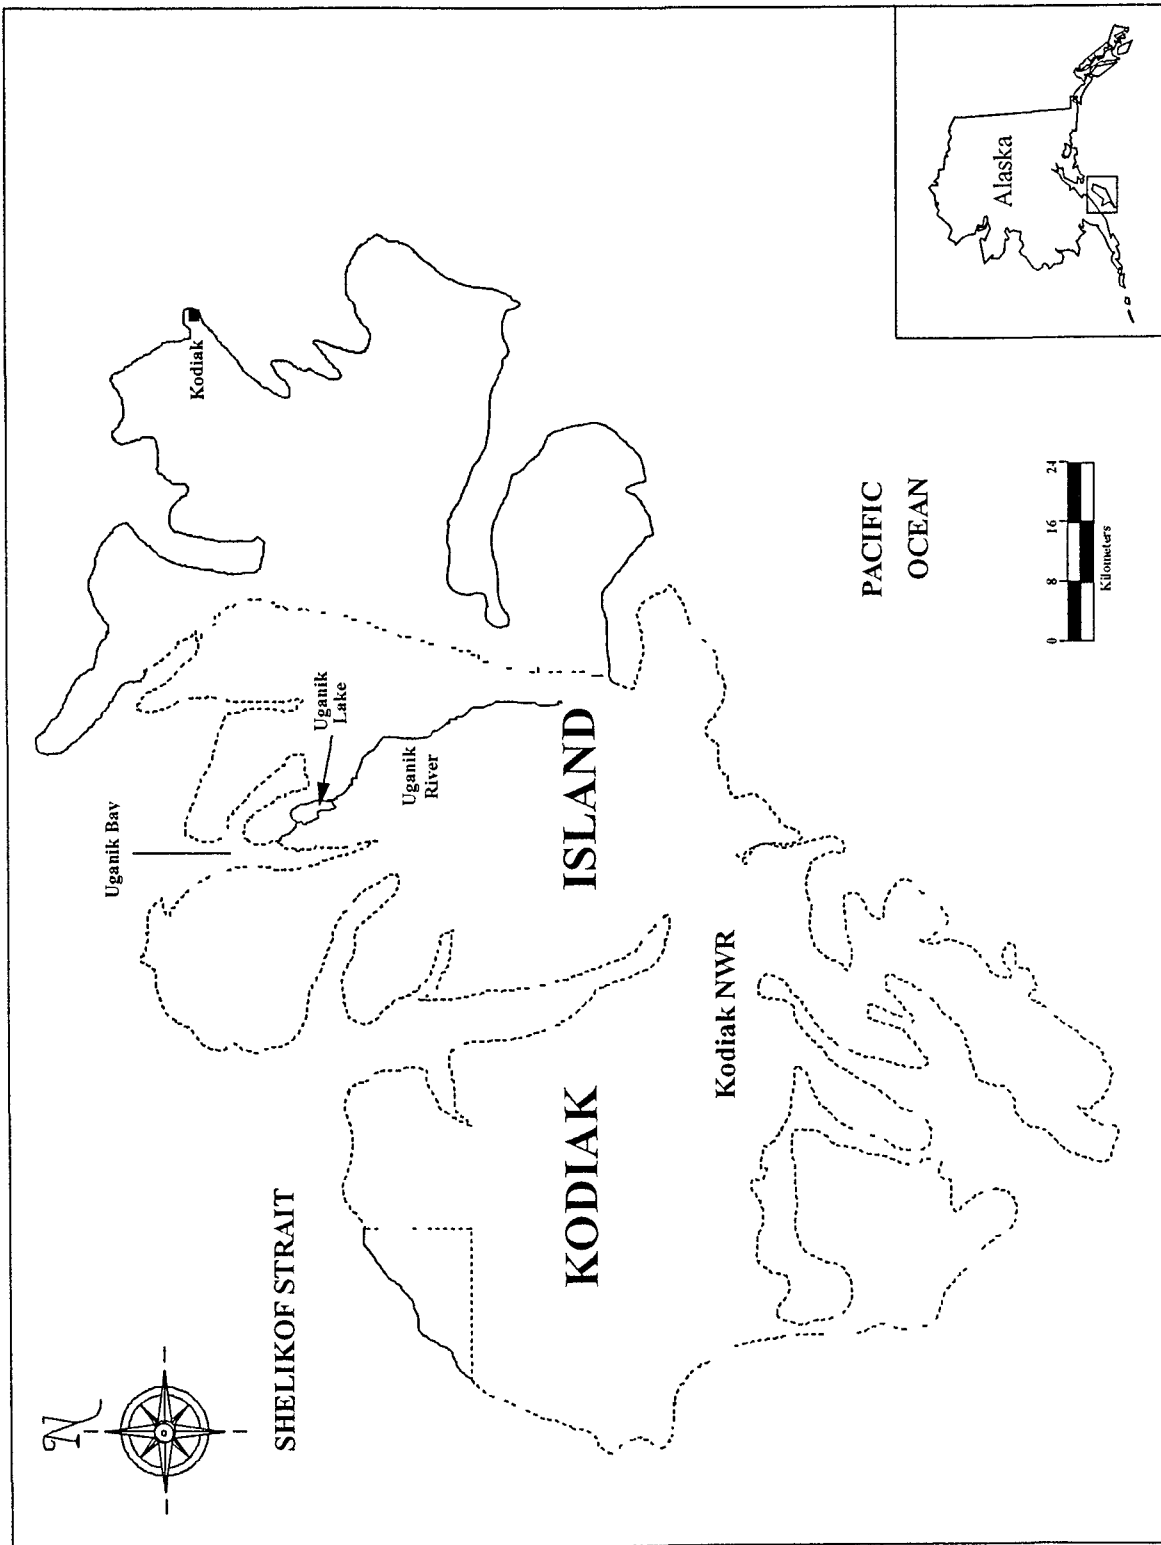 N
SHELIKOF STRAIT
Uganik Bay
Uganik
Lake
Uganik
River
Kodiak
KODIAK ISLAND
Kodiak NWR
PACIFIC
OCEAN
0 8 16 24
Kilometers
Alaska